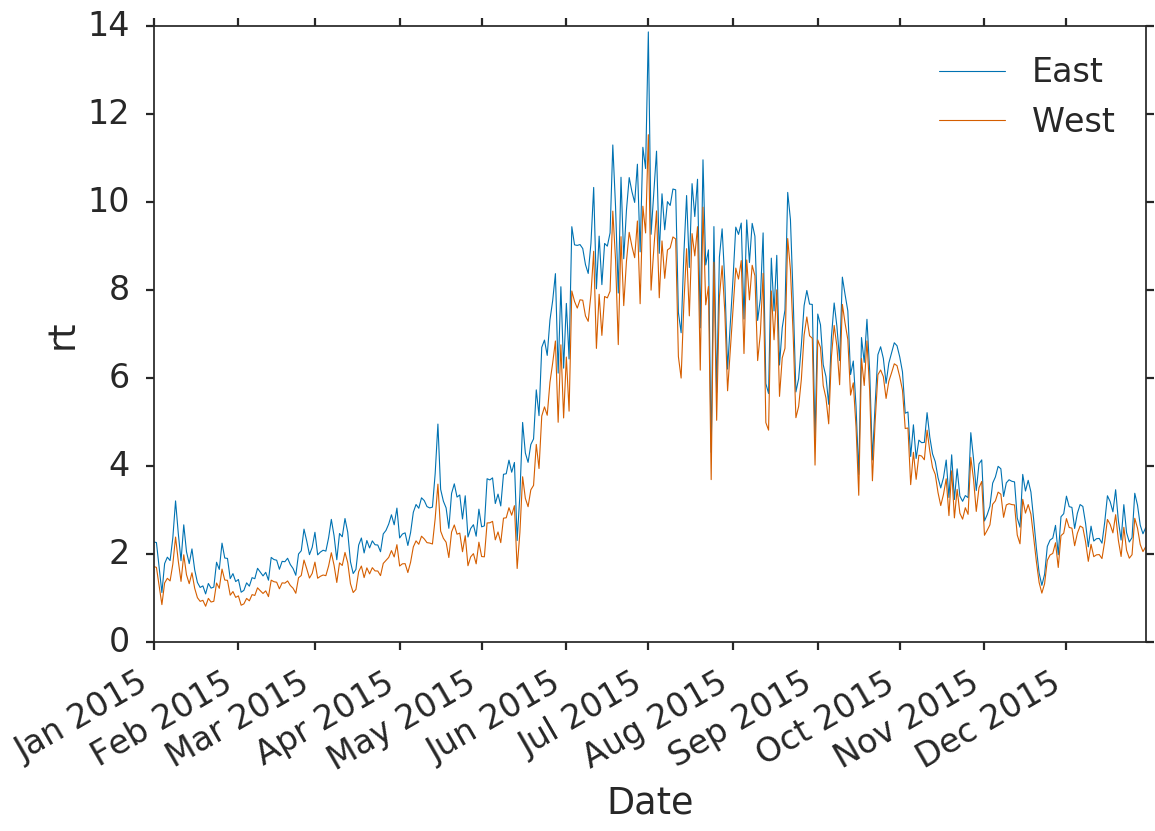 14
12
10
8
6
4
2
0
rt
East
West
Jan 2015
Feb 2015
Mar 2015
Apr 2015
May 2015
Jun 2015
Jul 2015
Aug 2015
Sep 2015
Oct 2015
Nov 2015
Dec 2015
Date